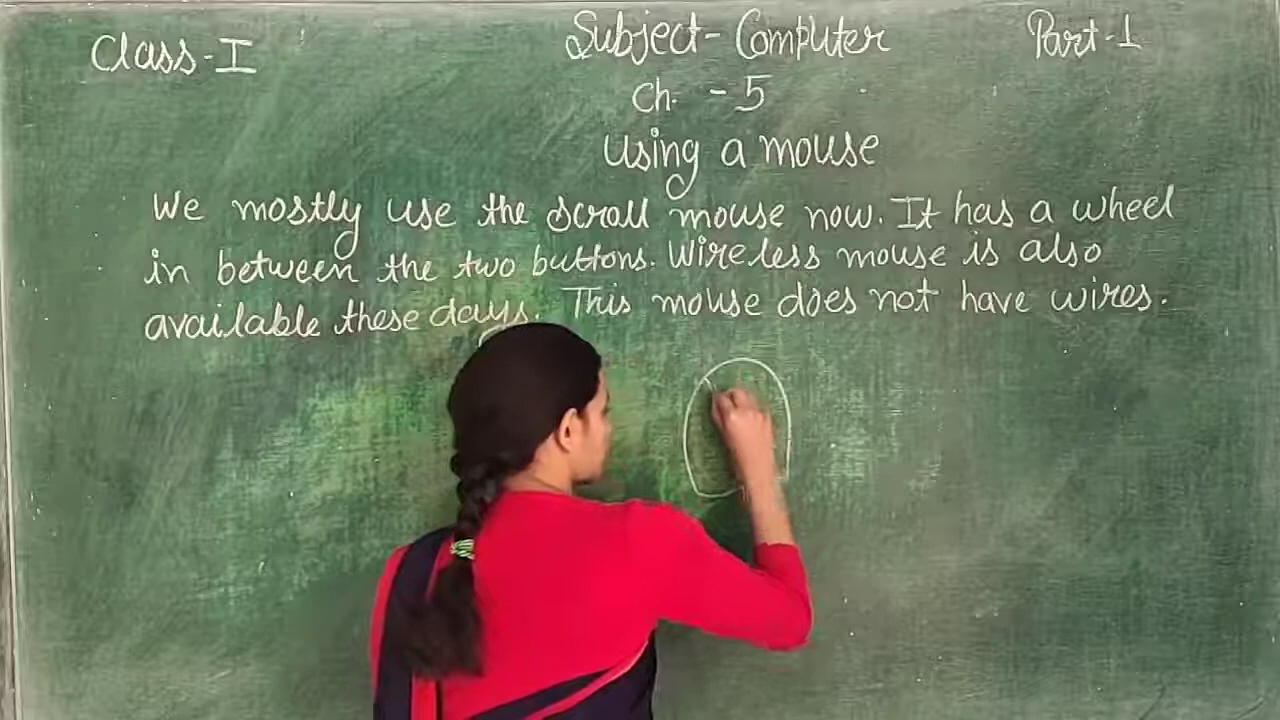 Class-I
Subject- Computer
Part-1
Ch. -5
Using a mouse
We mostly use the scroll mouse now. It has a wheel
in between the two buttons. Wireless mouse is also
available these days. This mouse does not have wires.